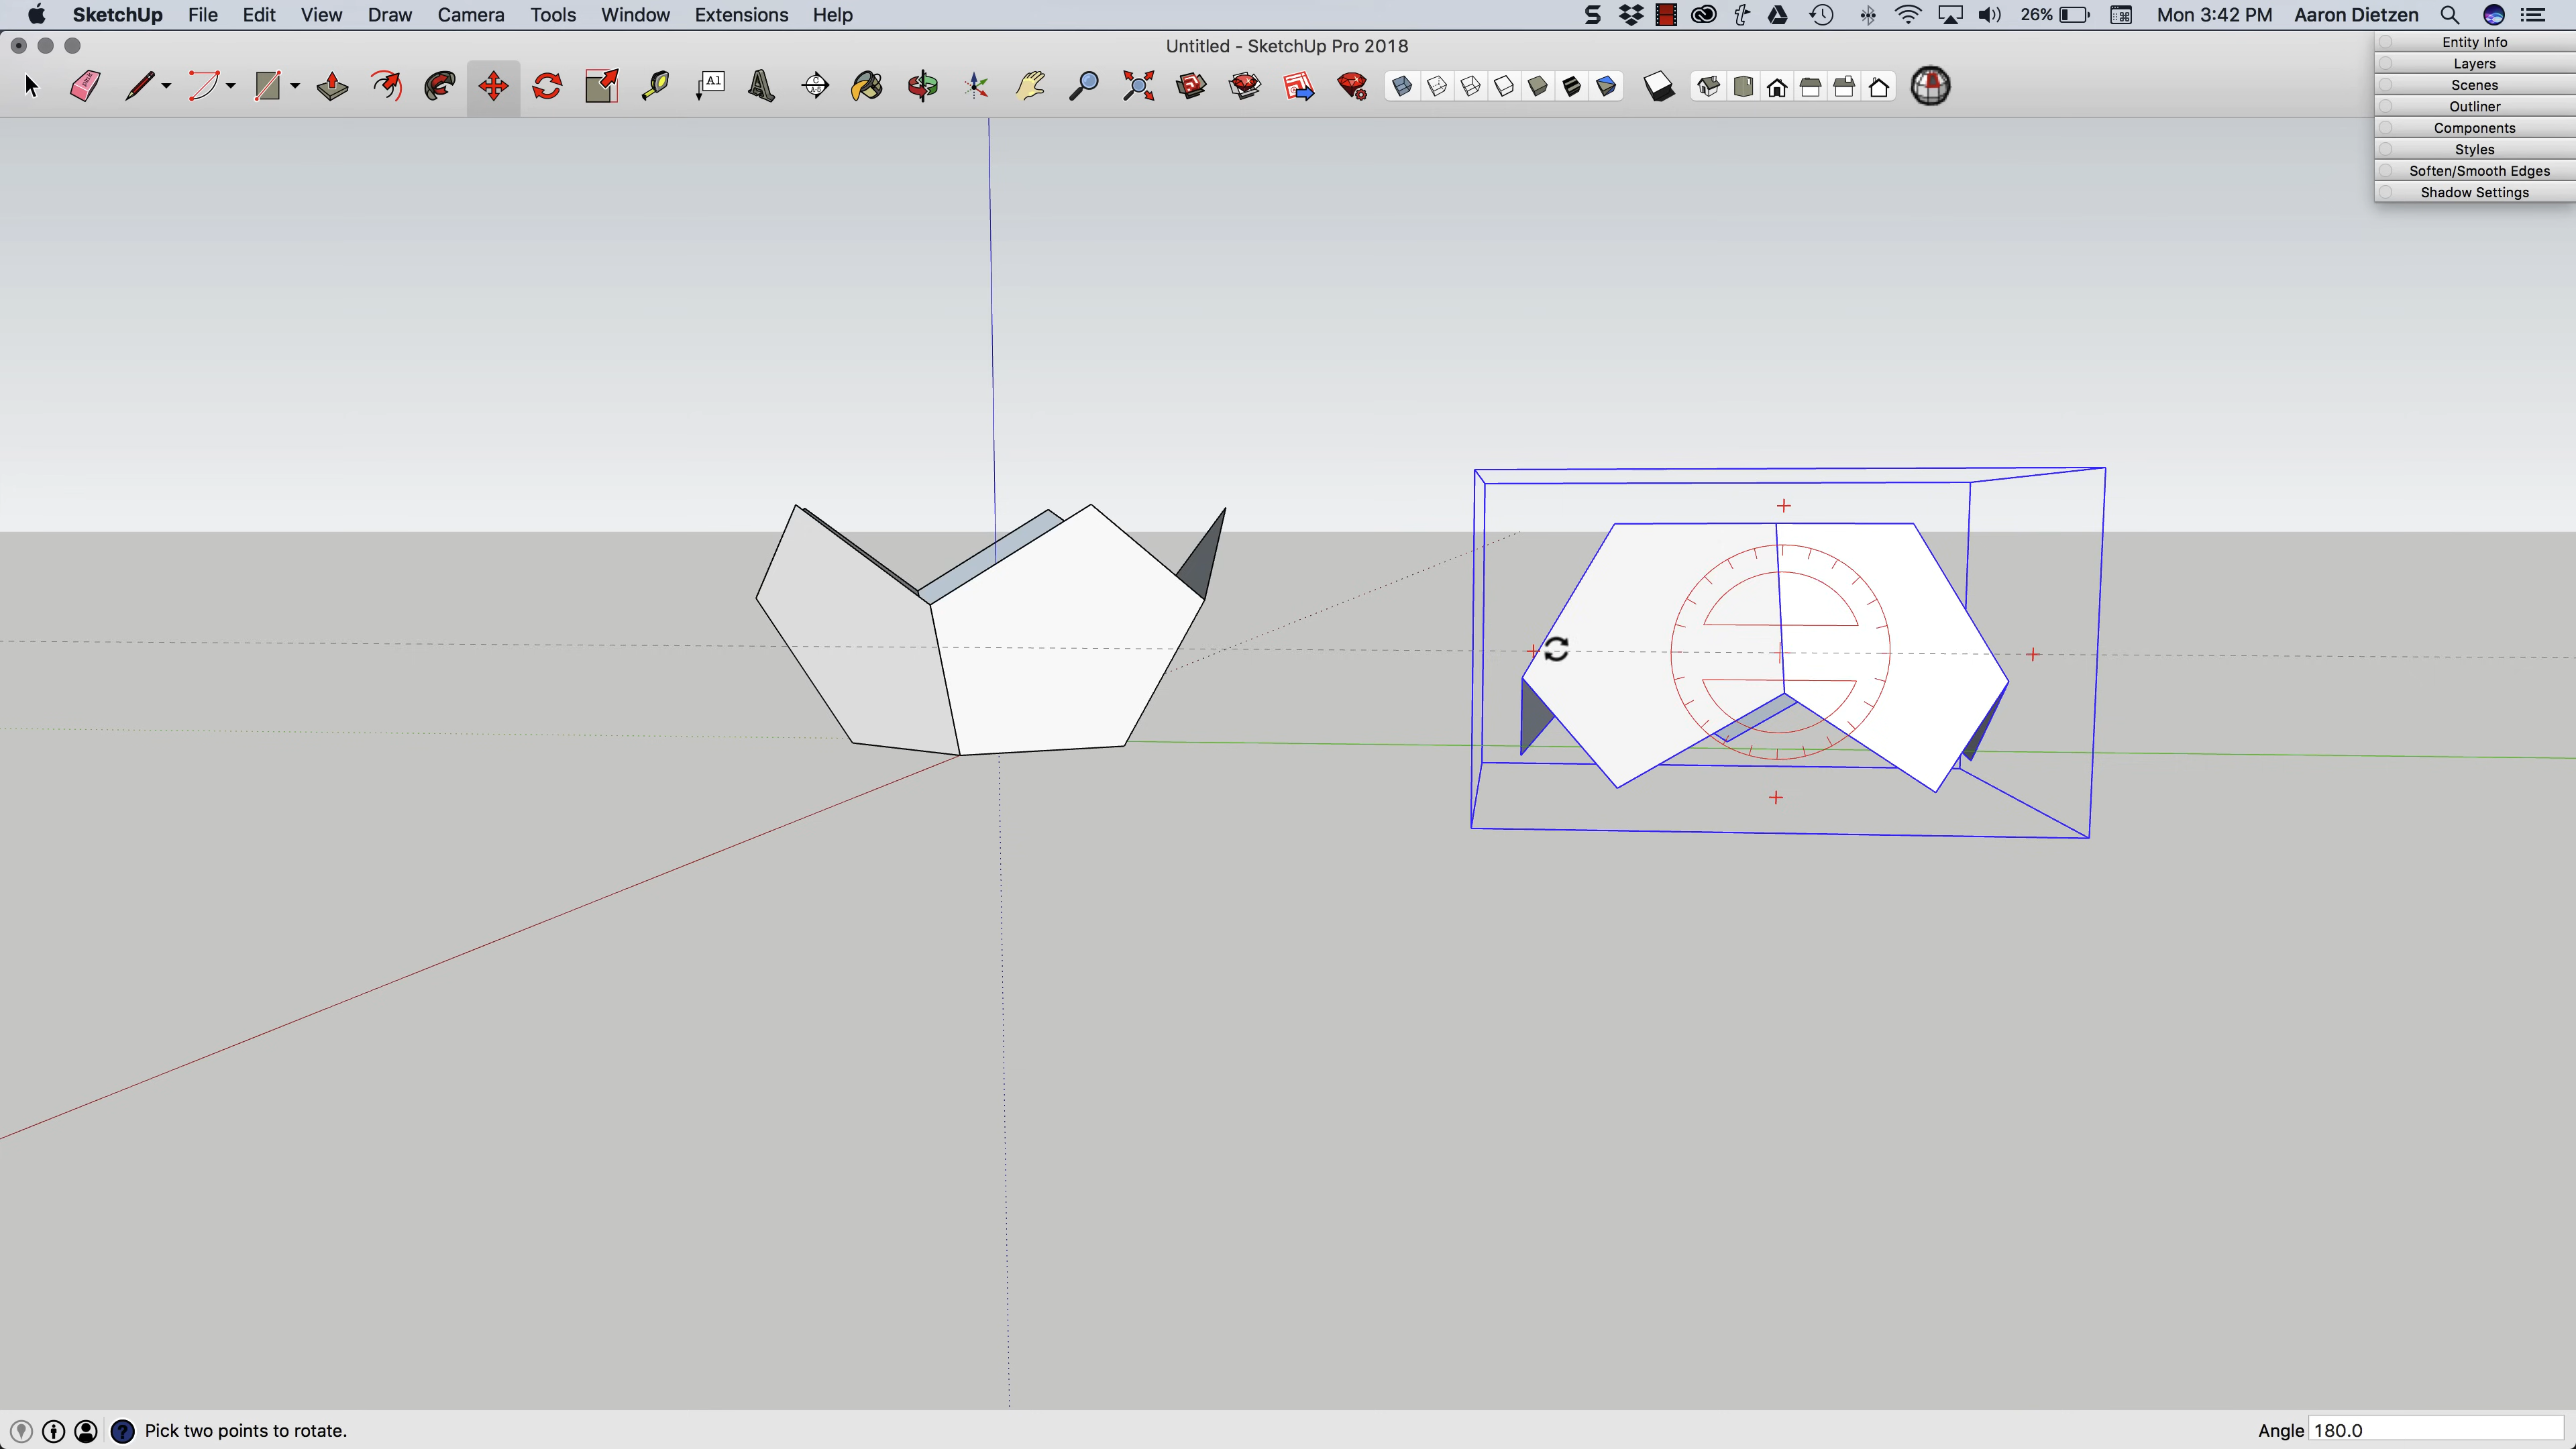 SketchUp File Edit View Draw Camera Tools Window Extensions Help 26% Mon 3:42 PM Aaron Dietzen
Untitled - SketchUp Pro 2018
Entity Info
Layers
Scenes
Outliner
Components
Styles
Soften/Smooth Edges
Shadow Settings
A1
Pick two points to rotate.
Angle 180.0